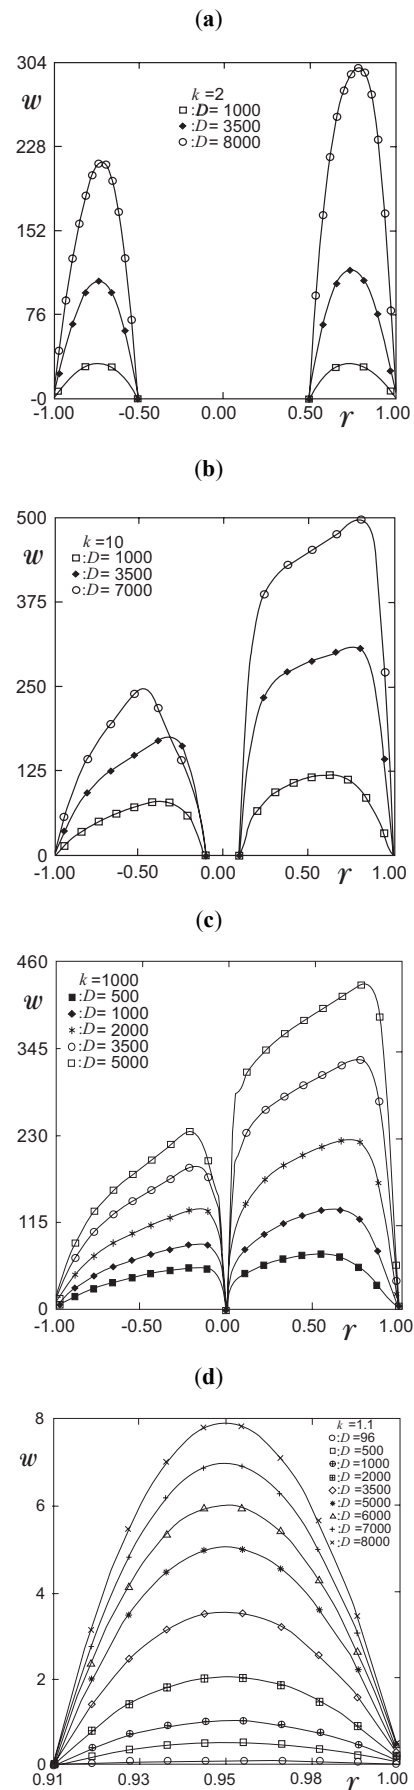 (a)
304
w
k =2
:D= 1000
228
:D= 3500
:D= 8000
152
76
-0
-1.00 -0.50 0.00 0.50 r 1.00
(b)
500
k =10
w
:D= 1000
375
:D= 3500
:D= 7000
250
125
0
-1.00 -0.50 0.00 0.50 r 1.00
(c)
460
k=1000
w
:D= 500
:D= 1000
345
:D= 2000
:D= 3500
:D= 5000
230
115
0
-1.00 -0.50 0.00 0.50 r 1.00
(d)
8
k=1.1
:D=96
w
:D=500
:D=1000
:D=2000
6
:D=3500
:D=5000
:D=6000
:D=7000
:D=8000
4
2
0
0.91 0.93 0.95 0.98 r 1.00